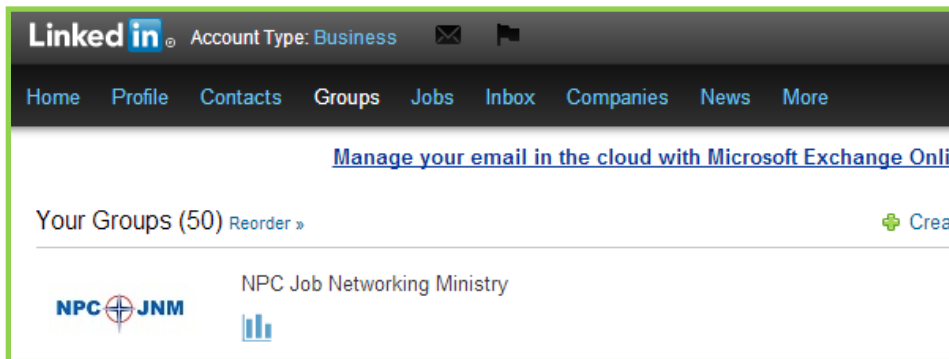 Linked in ® Account Type: Business
Home Profile Contacts Groups Jobs Inbox Companies News More
Manage your email in the cloud with Microsoft Exchange Onli
Your Groups (50) Reorder » Crea
NPC Job Networking Ministry
NPC JNM